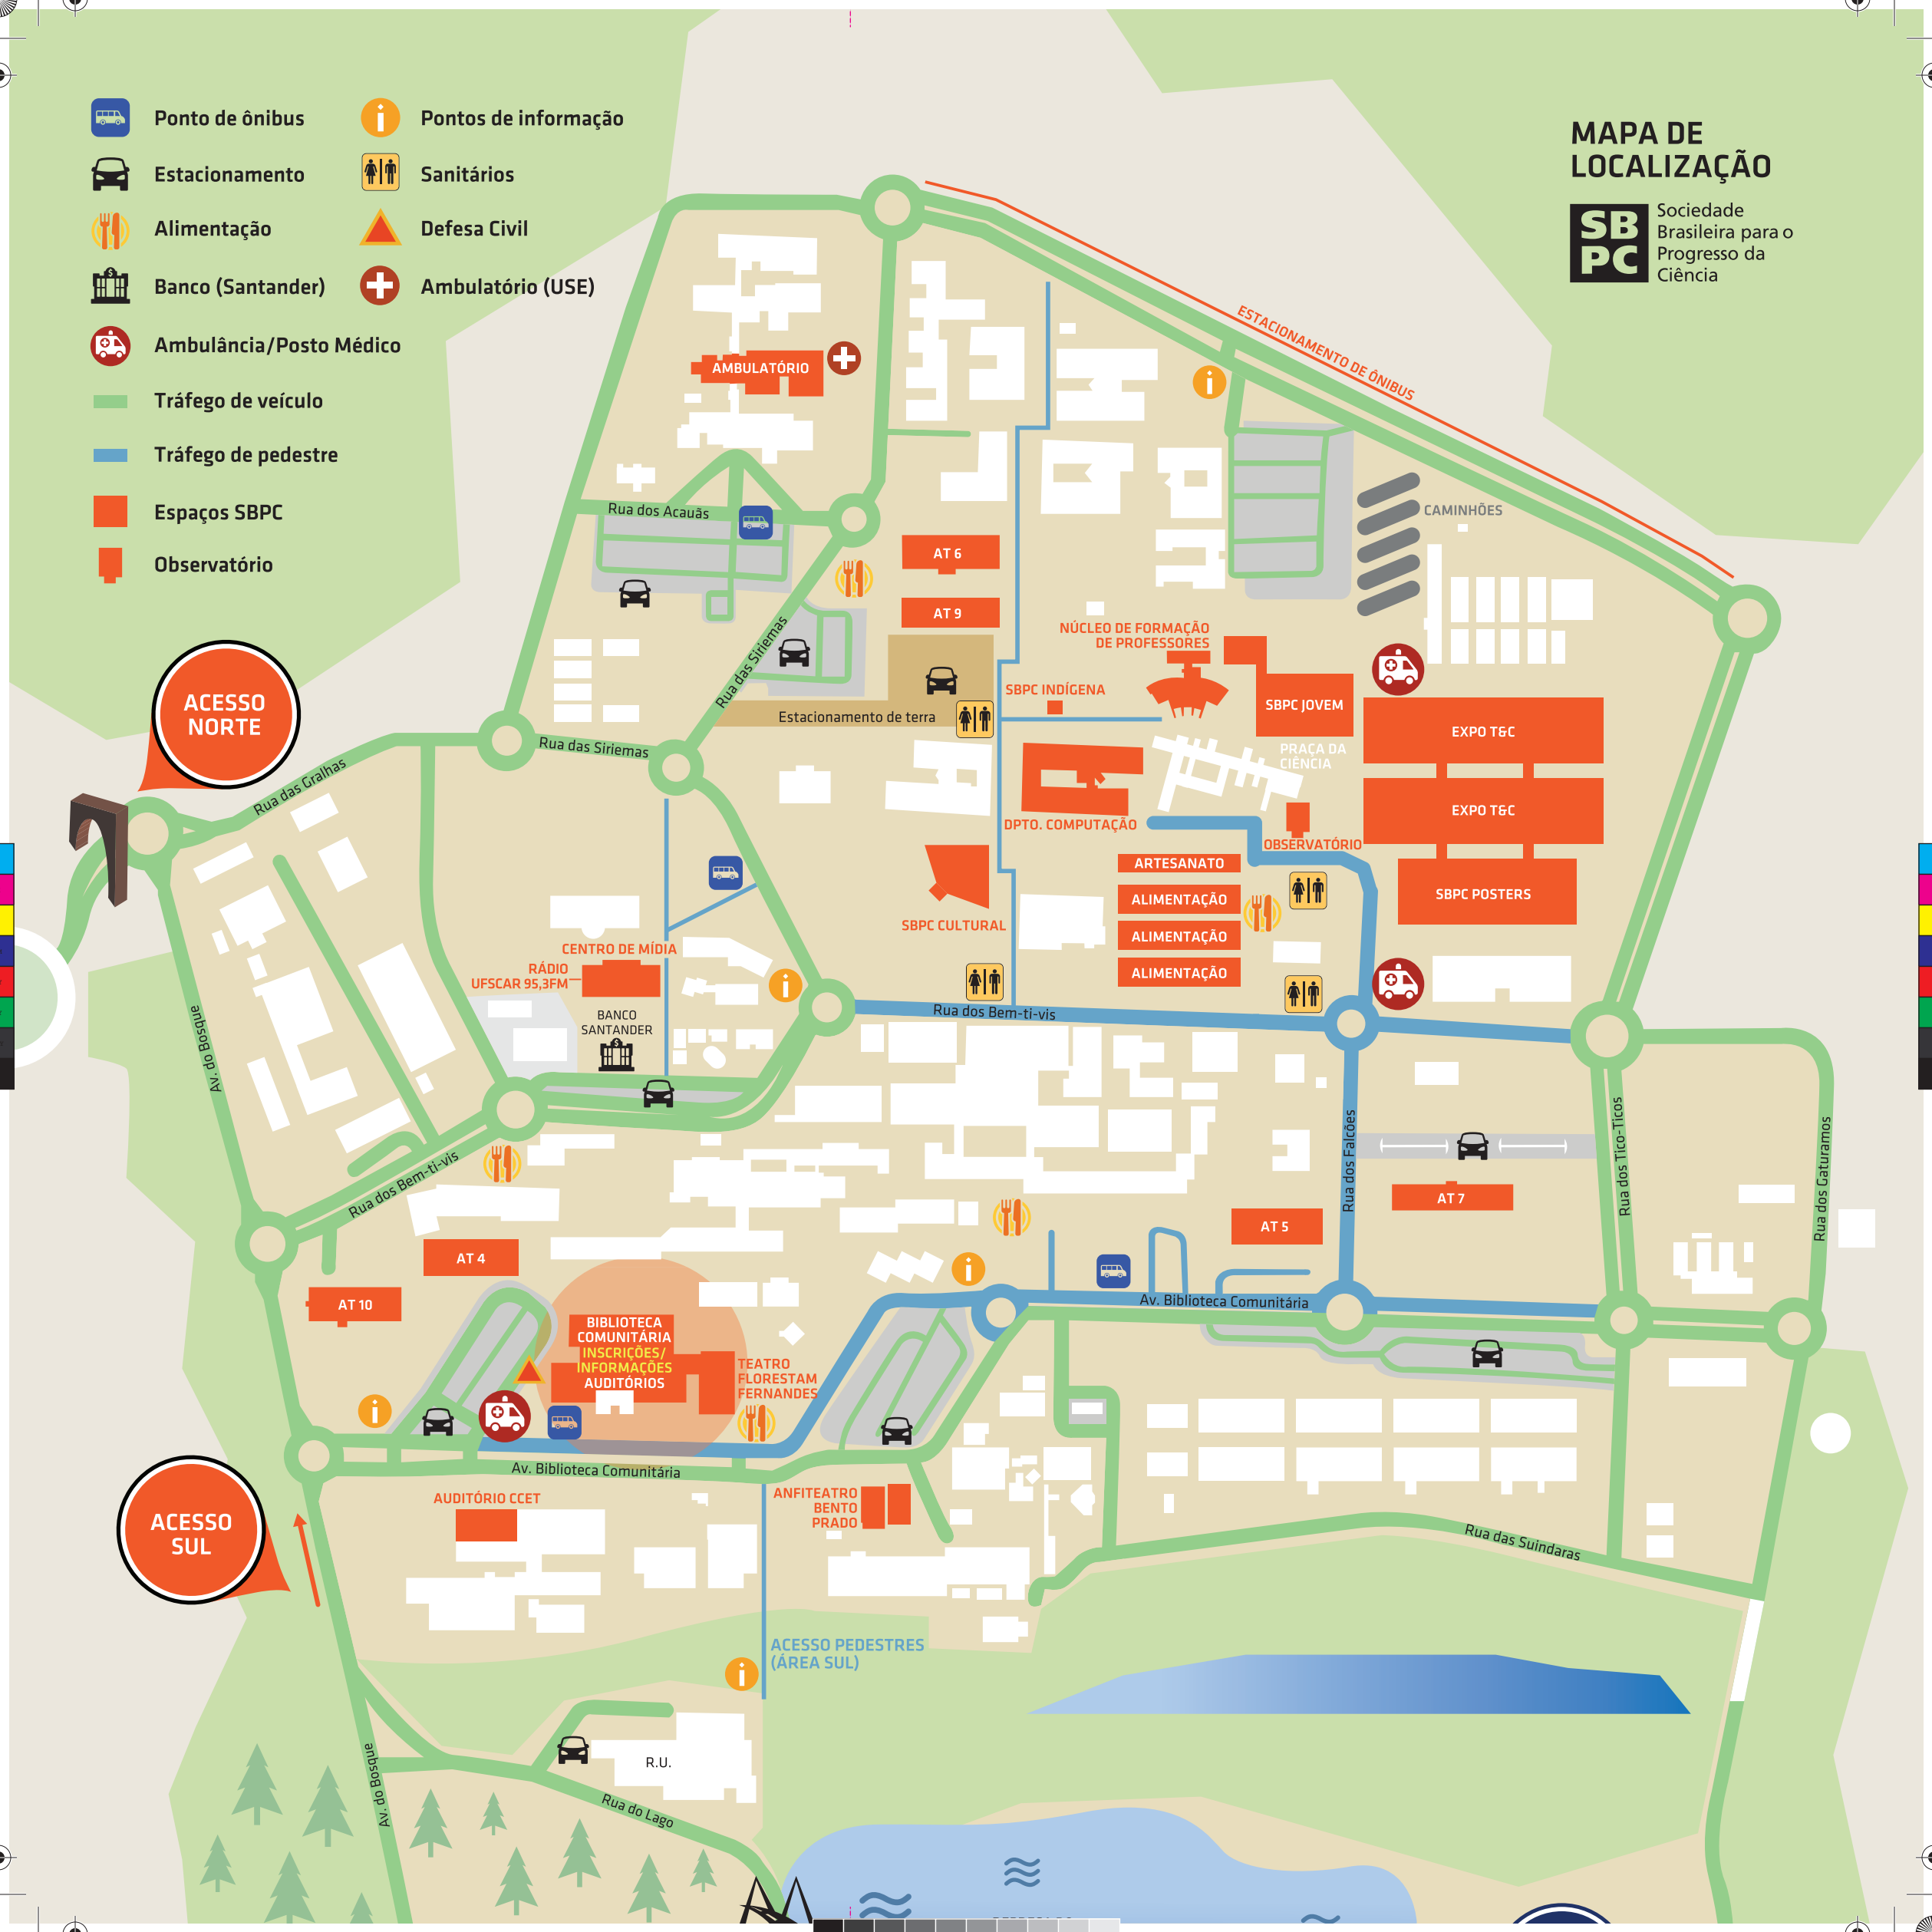 Ponto de ônibus
Estacionamento
Alimentação
Banco (Santander)
Ambulância/Posto Médico
Tráfego de veículo
Tráfego de pedestre
Espaços SBPC
Observatório
Pontos de informação
Sanitários
Defesa Civil
Ambulatório (USE)
MAPA DE
LOCALIZAÇÃO
SB
PC
Sociedade
Brasileira para o
Progresso da
Ciência
ESTACIONAMENTO DE ÔNIBUS
AMBULATÓRIO
Rua dos Acauãs
CAMINHÕES
AT 6
AT 9
Rua das Siriemas
NÚCLEO DE FORMAÇÃO
DE PROFESSORES
SBPC INDÍGENA
SBPC JOVEM
ACESSO
NORTE
Estacionamento de terra
EXPO T&C
Rua das Siriemas
PRAÇA DA
CIÊNCIA
Rua das Gralhas
EXPO T&C
DPTO. COMPUTAÇÃO
OBSERVATÓRIO
ARTESANATO
ALIMENTAÇÃO
ALIMENTAÇÃO
ALIMENTAÇÃO
SBPC POSTERS
SBPC CULTURAL
CENTRO DE MÍDIA
RÁDIO
UFSCAR 95,3FM
BANCO
SANTANDER
$
Rua dos Bem-ti-vis
Av. do Bosque
Rua dos Bem-ti-vis
Rua dos Falcões
Rua dos Tico-Ticos
Rua dos Gaturamos
AT 7
AT 5
AT 4
AT 10
Av. Biblioteca Comunitária
BIBLIOTECA
COMUNITÁRIA
INSCRIÇÕES/
INFORMAÇÕES
AUDITÓRIOS
TEATRO
FLORESTAM
FERNANDES
Av. Biblioteca Comunitária
AUDITÓRIO CCET
ANFITEATRO
BENTO
PRADO
ACESSO
SUL
Rua das Suindaras
ACESSO PEDESTRES
(ÁREA SUL)
R.U.
Av. do Bosque
Rua do Lago